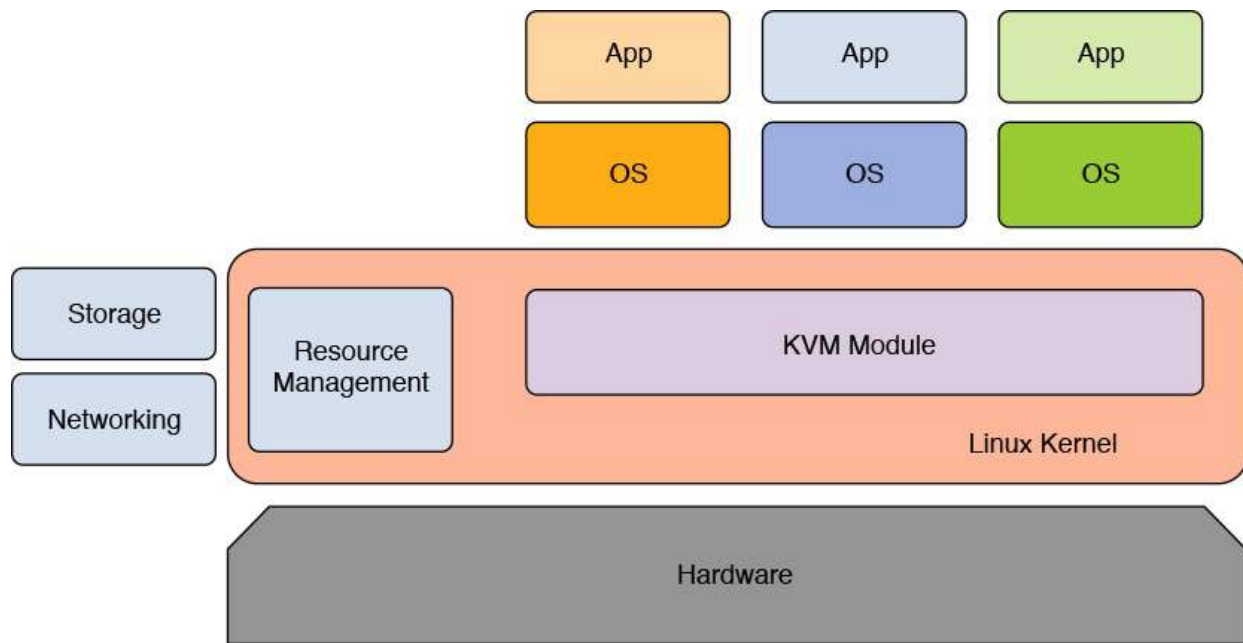 App
App
App
OS
OS
OS
Storage
Networking
Resource
Management
KVM Module
Linux Kernel
Hardware